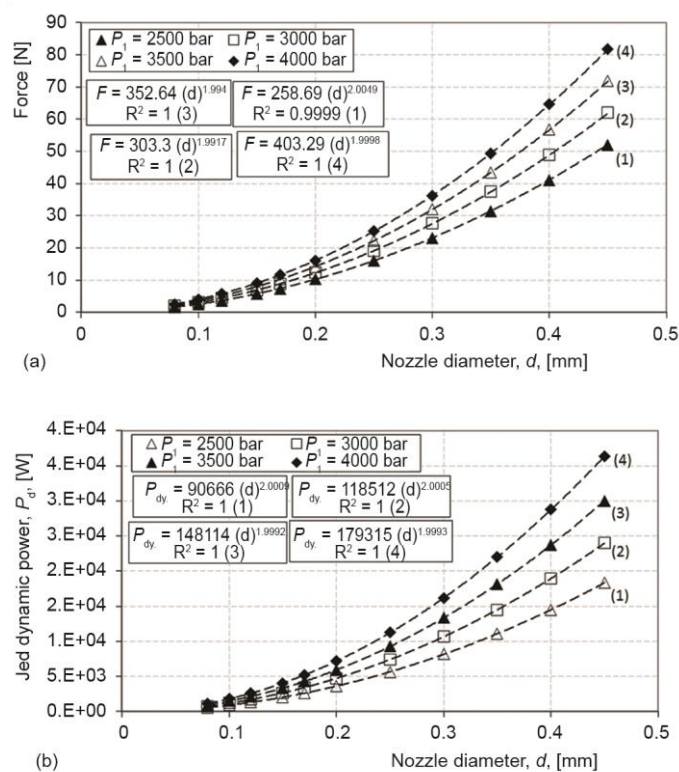 Force [N]
90
80
70
60
50
40
30
20
10
0
P1 = 2500 bar P1 = 3000 bar
P1 = 3500 bar P1 = 4000 bar
F = 352.64 (d)^1.994
R2 = 1 (3)
F = 258.69 (d)^2.0049
R2 = 0.9999 (1)
F = 303.3 (d)^1.9917
R2 = 1 (2)
F = 403.29 (d)^1.9998
R2 = 1 (4)
(4)
(3)
(2)
(1)
0 0.1 0.2 0.3 0.4 0.5
(a) Nozzle diameter, d, [mm]
Jed dynamic power, Pd, [W]
4.E+04
4.E+04
3.E+04
3.E+04
2.E+04
2.E+04
1.E+04
5.E+03
0.E+00
P1 = 2500 bar P1 = 3000 bar
P1 = 3500 bar P1 = 4000 bar
Pdy. = 90666 (d)^2.0009
R2 = 1 (1)
Pdy. = 118512 (d)^2.0005
R2 = 1 (2)
Pdy. = 148114 (d)^1.9992
R2 = 1 (3)
Pdy. = 179315 (d)^1.9993
R2 = 1 (4)
(4)
(3)
(2)
(1)
0 0.1 0.2 0.3 0.4 0.5
(b) Nozzle diameter, d, [mm]